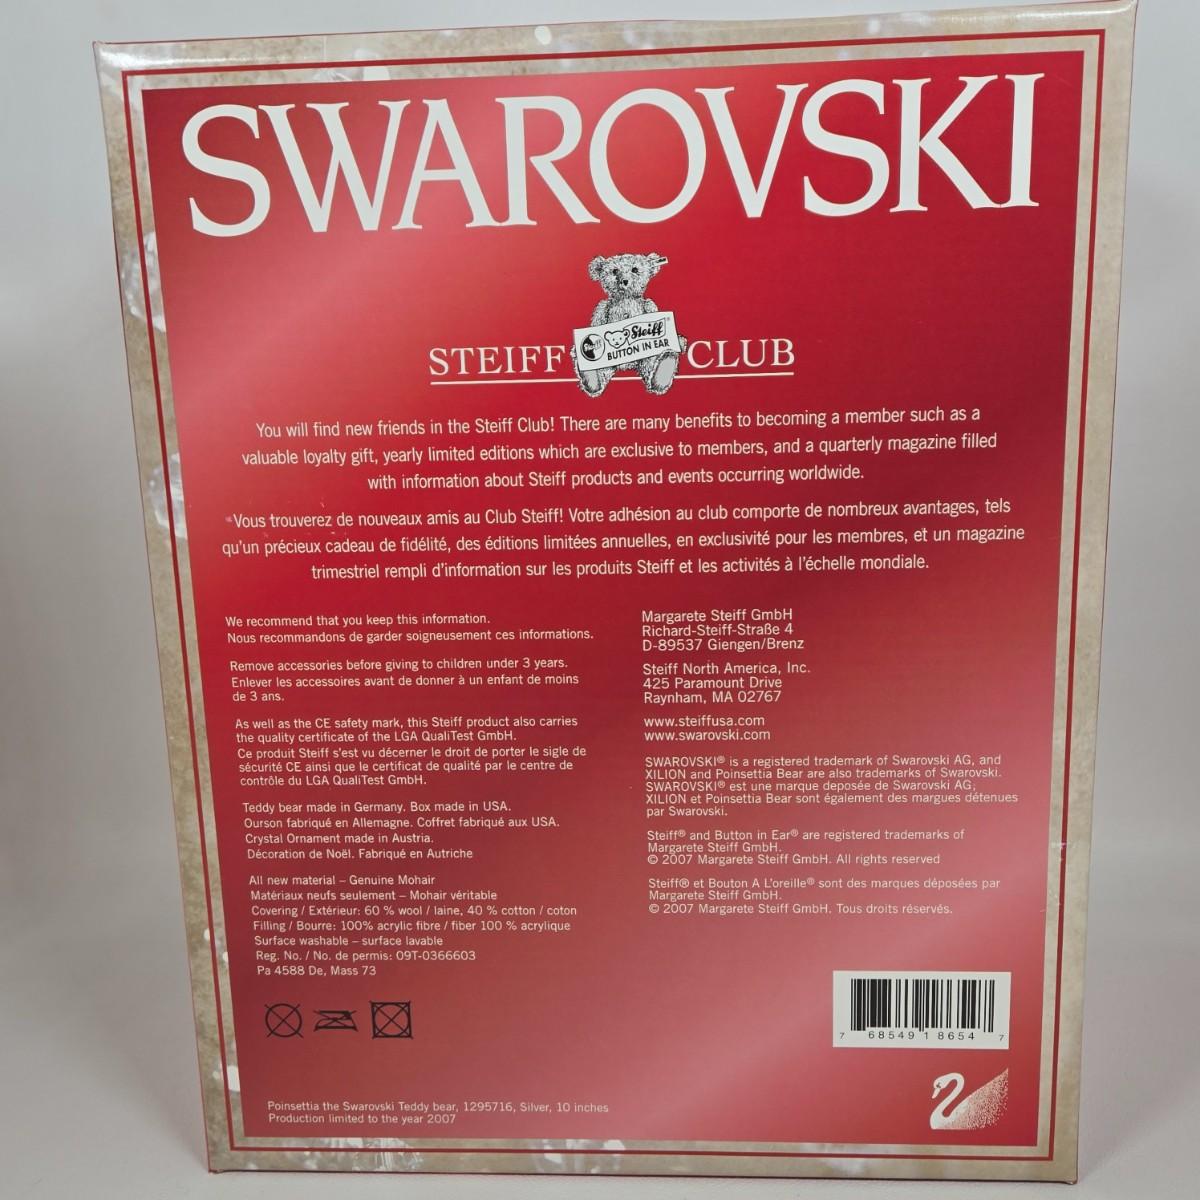 SWAROVSKI
Steiff
BUTTON IN EAR
STEIFF CLUB
You will find new friends in the Steiff Club! There are many benefits to becoming a member such as a
valuable loyalty gift, yearly limited editions which are exclusive to members, and a quarterly magazine filled
with information about Steiff products and events occurring worldwide.
Vous trouverez de nouveaux amis au Club Steiff! Votre adhésion au club comporte de nombreux avantages, tels
qu'un précieux cadeau de fidélité, des éditions limitées annuelles, en exclusivité pour les membres, et un magazine
trimestriel rempli d'information sur les produits Steiff et les activités à l'échelle mondiale.
We recommend that you keep this information.
Nous recommandons de garder soigneusement ces informations.
Remove accessories before giving to children under 3 years.
Enlever les accessoires avant de donner à un enfant de moins
de 3 ans.
As well as the CE safety mark, this Steiff product also carries
the quality certificate of the LGA QualiTest GmbH.
Ce produit Steiff s'est vu décerner le droit de porter le sigle de
sécurité CE ainsi que le certificat de qualité par le centre de
contrôle du LGA QualiTest GmbH.
Teddy bear made in Germany. Box made in USA.
Ourson fabriqué en Allemagne. Coffret fabriqué aux USA.
Crystal Ornament made in Austria.
Décoration de Noël. Fabriqué en Autriche
All new material – Genuine Mohair
Matériaux neufs seulement – Mohair véritable
Covering / Extérieur: 60 % wool / laine, 40 % cotton / coton
Filling / Bourre: 100% acrylic fibre / fiber 100 % acrylique
Surface washable – surface lavable
Reg. No. / No. de permis: 09T-0366603
Pa 4588 De, Mass 73
Margarete Steiff GmbH
Richard-Steiff-Straße 4
D-89537 Giengen/Brenz
Steiff North America, Inc.
425 Paramount Drive
Raynham, MA 02767
www.steiffusa.com
www.swarovski.com
SWAROVSKI® is a registered trademark of Swarovski AG, and
XILION and Poinsettia Bear are also trademarks of Swarovski.
SWAROVSKI® est une marque deposée de Swarovski AG;
XILION et Poinsettia Bear sont également des margues détenues
par Swarovski.
Steiff® and Button in Ear® are registered trademarks of
Margarete Steiff GmbH.
© 2007 Margarete Steiff GmbH. All rights reserved
Steiff® et Bouton A L'oreille® sont des marques déposées par
Margarete Steiff GmbH.
© 2007 Margarete Steiff GmbH. Tous droits réservés.
7 68549 18654 7
Poinsettia the Swarovski Teddy bear, 1295716, Silver, 10 inches
Production limited to the year 2007